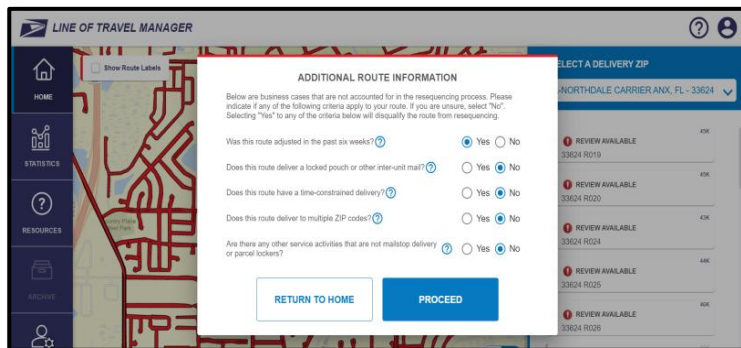 LINE OF TRAVEL MANAGER
Show Route Labels
HOME
STATISTICS
RESOURCES
ARCHIVE
ADDITIONAL ROUTE INFORMATION
Below are business cases that are not accounted for in the resequencing process. Please
indicate if any of the following criteria apply to your route. If you are unsure, select "No".
Selecting "Yes" to any of the criteria below will disqualify the route from resequencing.
Was this route adjusted in the past six weeks? Yes No
Does this route deliver a locked pouch or other inter-unit mail? Yes No
Does this route have a time-constrained delivery? Yes No
Does this route deliver to multiple ZIP codes? Yes No
Are there any other service activities that are not mailstop delivery
or parcel lockers? Yes No
RETURN TO HOME PROCEED
ELECT A DELIVERY ZIP
-NORTHDALE CARRIER ANX, FL - 33624
REVIEW AVAILABLE
33624 R019
REVIEW AVAILABLE
33624 R020
REVIEW AVAILABLE
33624 R024
REVIEW AVAILABLE
33624 R025
REVIEW AVAILABLE
33624 R026